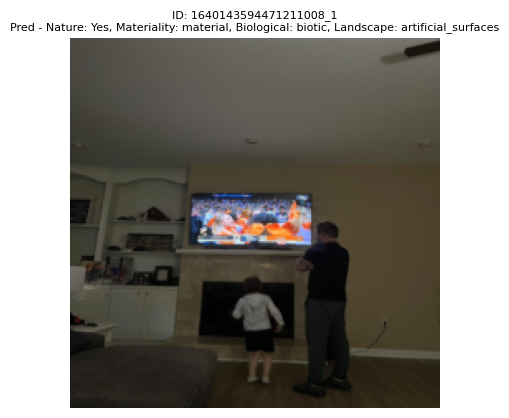 ID: 1640143594471211008_1
Pred - Nature: Yes, Materiality: material, Biological: biotic, Landscape: artificial_surfaces